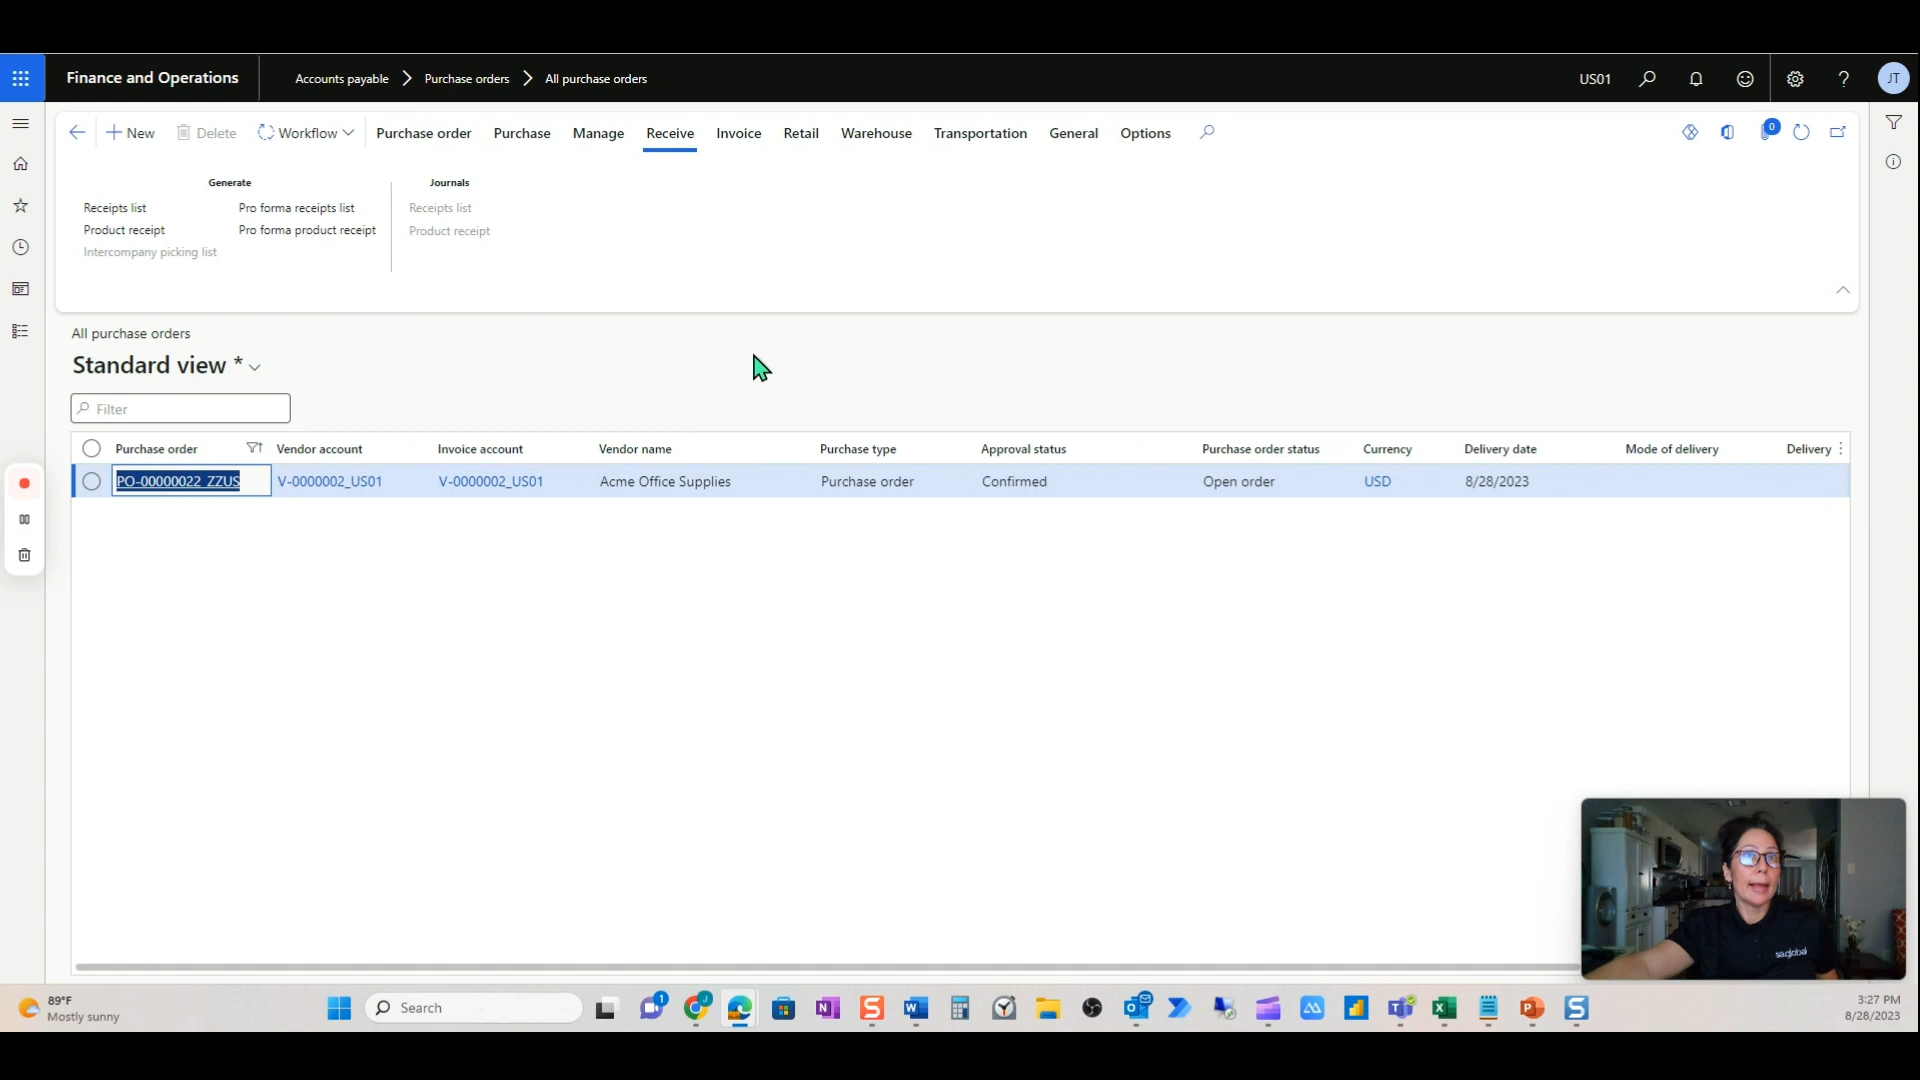 Finance and Operations
Accounts payable
Purchase orders
All purchase orders
US01
JT
New
Delete
Workflow
Purchase order
Purchase
Manage
Receive
Invoice
Retail
Warehouse
Transportation
General
Options
0
Generate
Receipts list
Pro forma receipts list
Product receipt
Pro forma product receipt
Intercompany picking list
Journals
Receipts list
Product receipt
All purchase orders
Standard view *
Filter
Purchase order
Vendor account
Invoice account
Vendor name
Purchase type
Approval status
Purchase order status
Currency
Delivery date
Mode of delivery
Delivery
PO-00000022_ZZUS
V-0000002_US01
V-0000002_US01
Acme Office Supplies
Purchase order
Confirmed
Open order
USD
8/28/2023
sa.global
89°F
Mostly sunny
Search
1
3:27 PM
8/28/2023